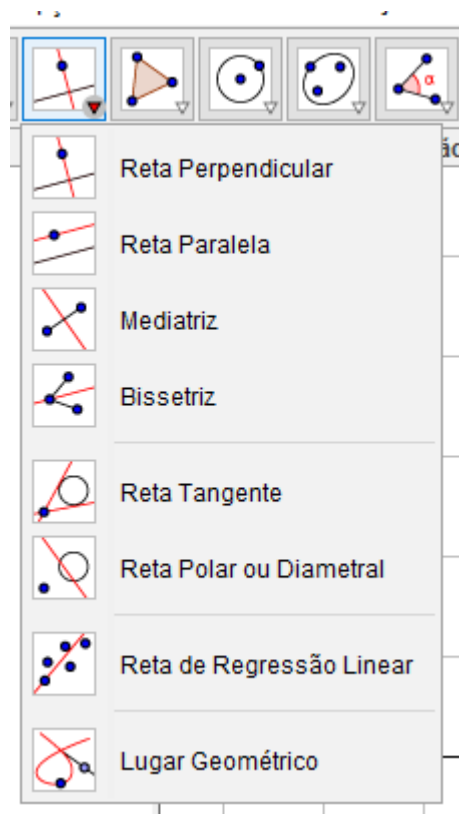 α
Reta Perpendicular
Reta Paralela
Mediatriz
Bissetriz
Reta Tangente
Reta Polar ou Diametral
Reta de Regressão Linear
Lugar Geométrico